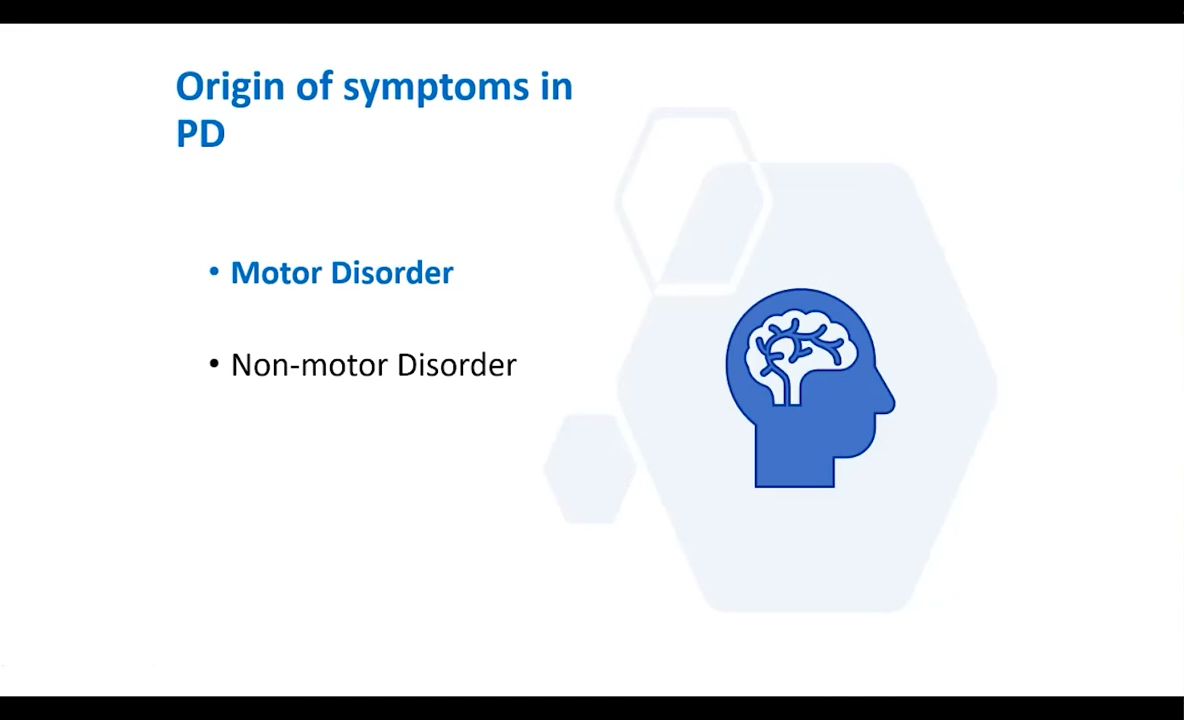 Origin of symptoms in
PD
• Motor Disorder
• Non-motor Disorder